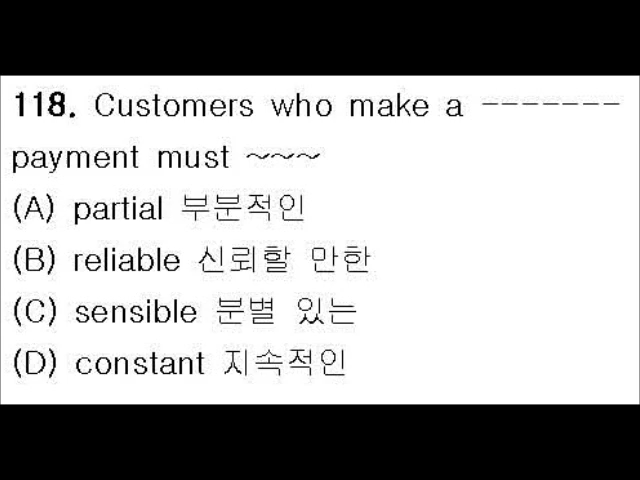 118. Customers who make a -------
payment must ~~~
(A) partial 부분적인
(B) reliable 신뢰할 만한
(C) sensible 분별 있는
(D) constant 지속적인